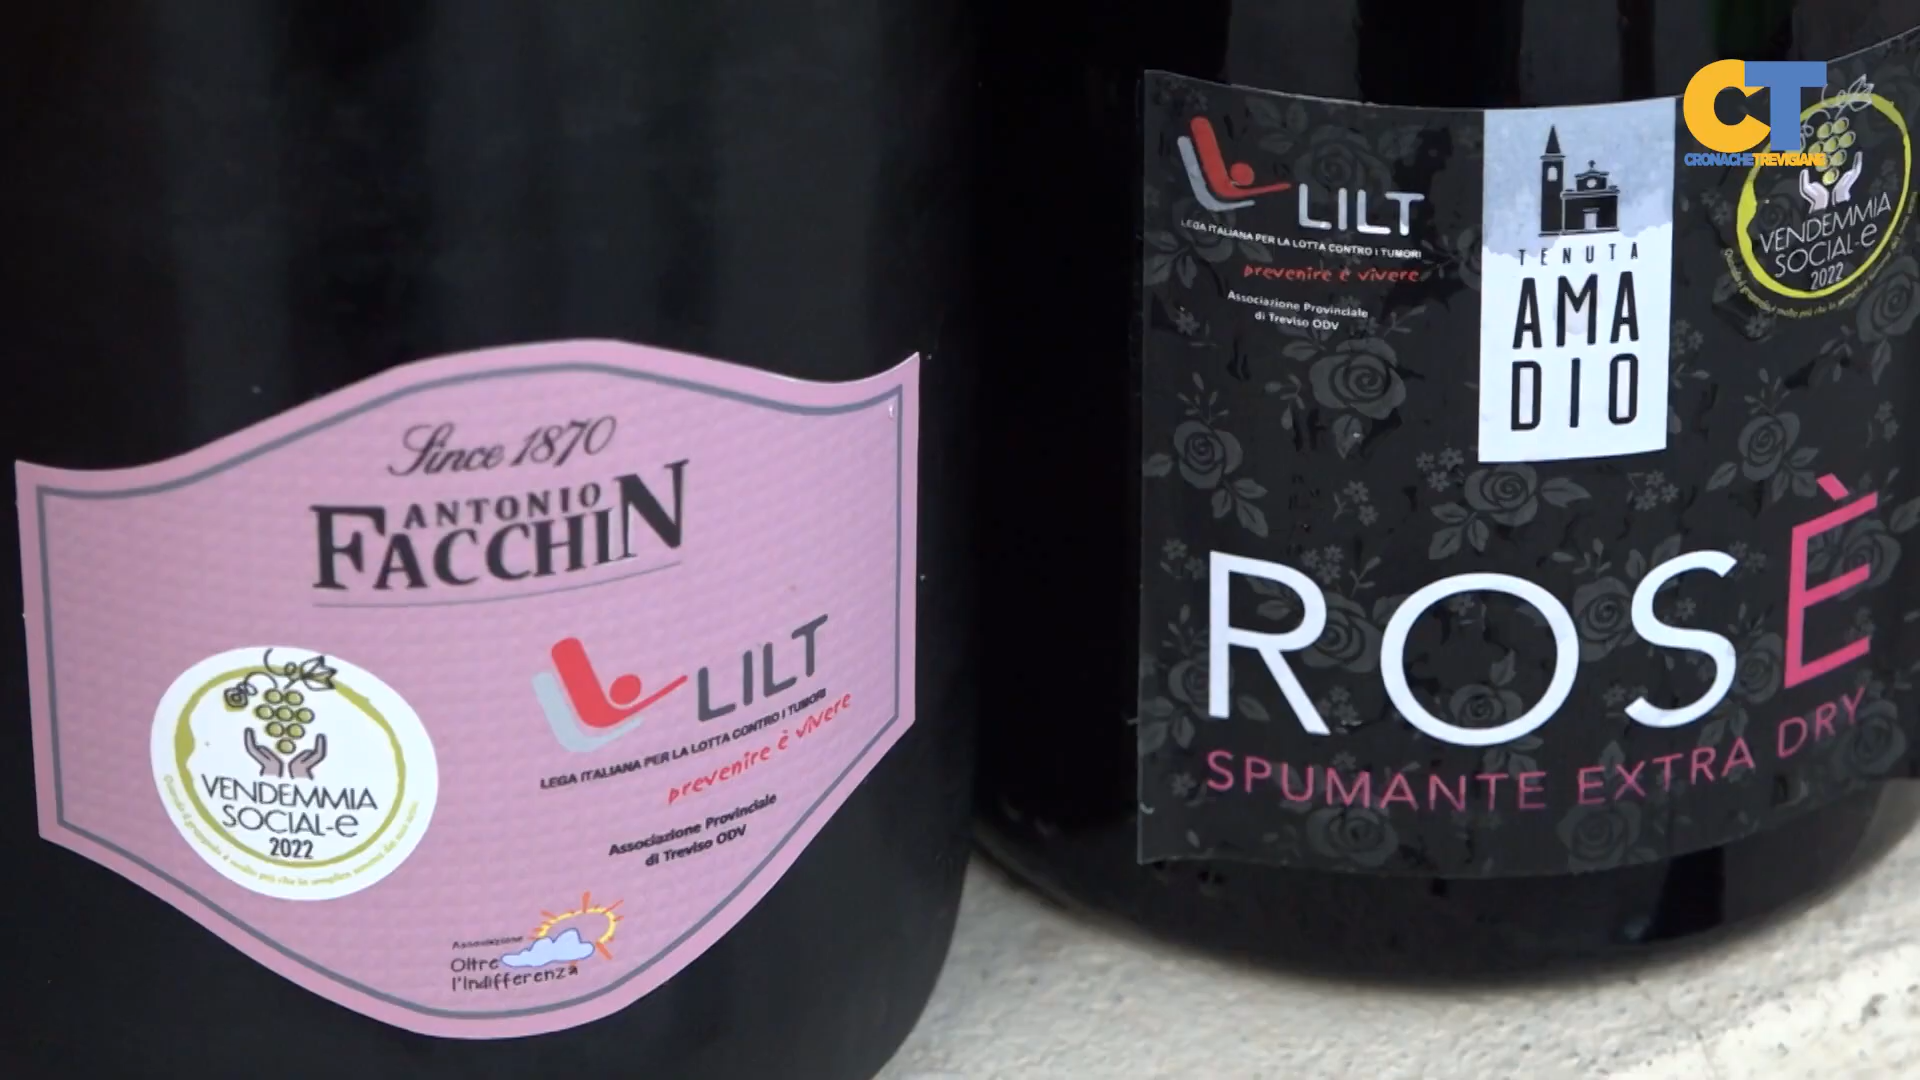 Since 1870
ANTONIO
FACCHIN
VENDEMMIA
SOCIAL-e
2022
LILT
LEGA ITALIANA PER LA LOTTA CONTRO I TUMORI
prevenire è vivere
Associazione Provinciale
di Treviso ODV
Associazione
Oltre
l'indifferenza
LILT
LEGA ITALIANA PER LA LOTTA CONTRO I TUMORI
prevenire è vivere
Associazione Provinciale
di Treviso ODV
TENUTA
AMA
DIO
CT
CRONACHETREVIGIANE
VENDEMMIA
SOCIAL-e
2022
ROSÈ
SPUMANTE EXTRA DRY